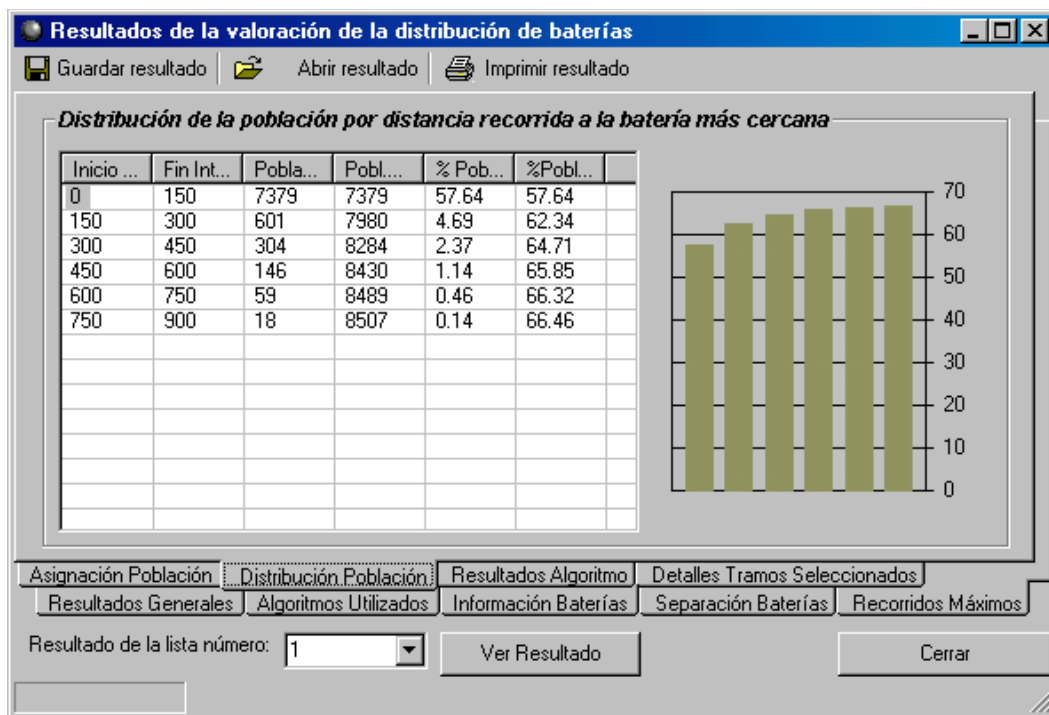 Resultados de la valoración de la distribución de baterías
Guardar resultado Abrir resultado Imprimir resultado
Distribución de la población por distancia recorrida a la batería más cercana
Inicio ... Fin Int... Pobla... Pobl.... % Pob... %Pobl...
0 150 7379 7379 57.64 57.64
150 300 601 7980 4.69 62.34
300 450 304 8284 2.37 64.71
450 600 146 8430 1.14 65.85
600 750 59 8489 0.46 66.32
750 900 18 8507 0.14 66.46
70
60
50
40
30
20
10
0
Asignación Población Distribución Población Resultados Algoritmo Detalles Tramos Seleccionados
Resultados Generales Algoritmos Utilizados Información Baterías Separación Baterías Recorridos Máximos
Resultado de la lista número: 1 Ver Resultado Cerrar